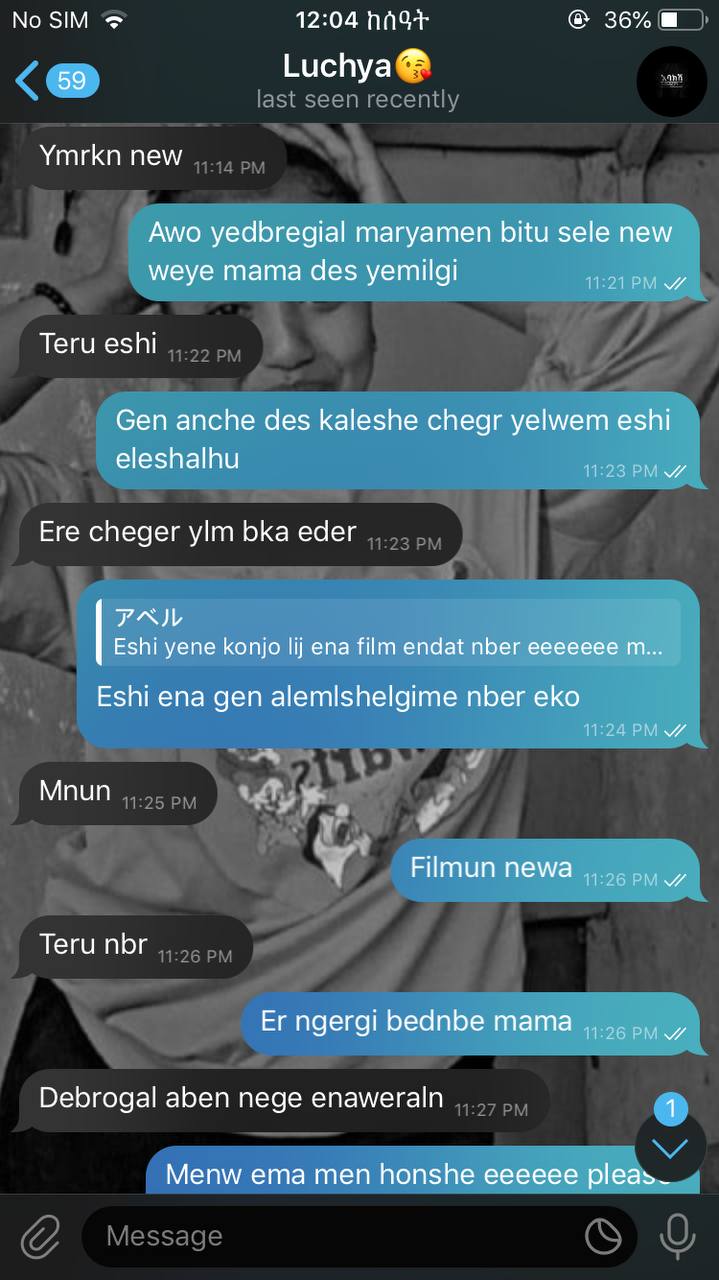 No SIM 12:04 ከሰዓት 36%
59 Luchya😘
last seen recently
Ymrkn new 11:14 PM
Awo yedbregial maryamen bitu sele new
weye mama des yemilgi 11:21 PM
Teru eshi 11:22 PM
Gen anche des kaleshe chegr yelwem eshi
eleshalhu 11:23 PM
Ere cheger ylm bka eder 11:23 PM
アベル
Eshi yene konjo lij ena film endat nber eeeeeee m...
Eshi ena gen alemlshelgime nber eko
11:24 PM
Mnun 11:25 PM
Filmun newa 11:26 PM
Teru nbr 11:26 PM
Er ngergi bednbe mama 11:26 PM
Debrogal aben nege enaweraln 11:27 PM
1
Menw ema men honshe eeeeee please
Message